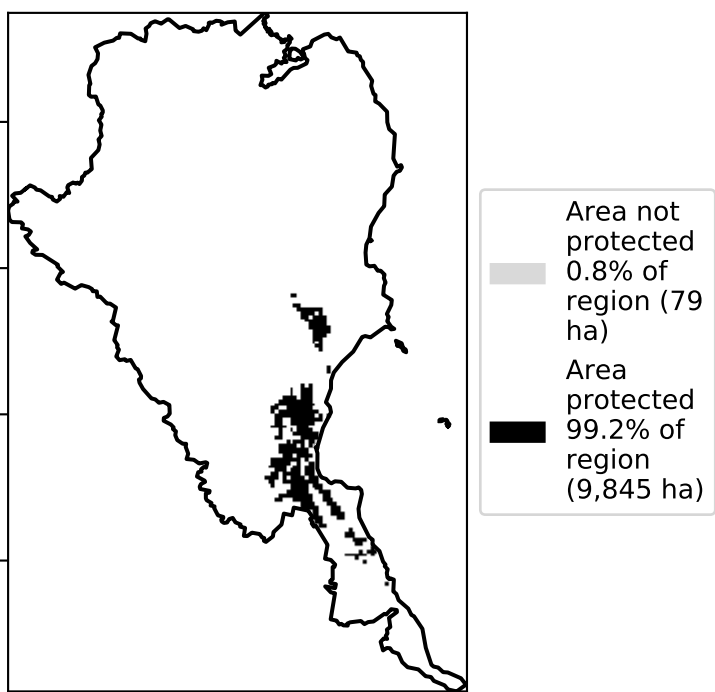 Area not
protected
0.8% of
region (79
ha)
Area
protected
99.2% of
region
(9,845 ha)